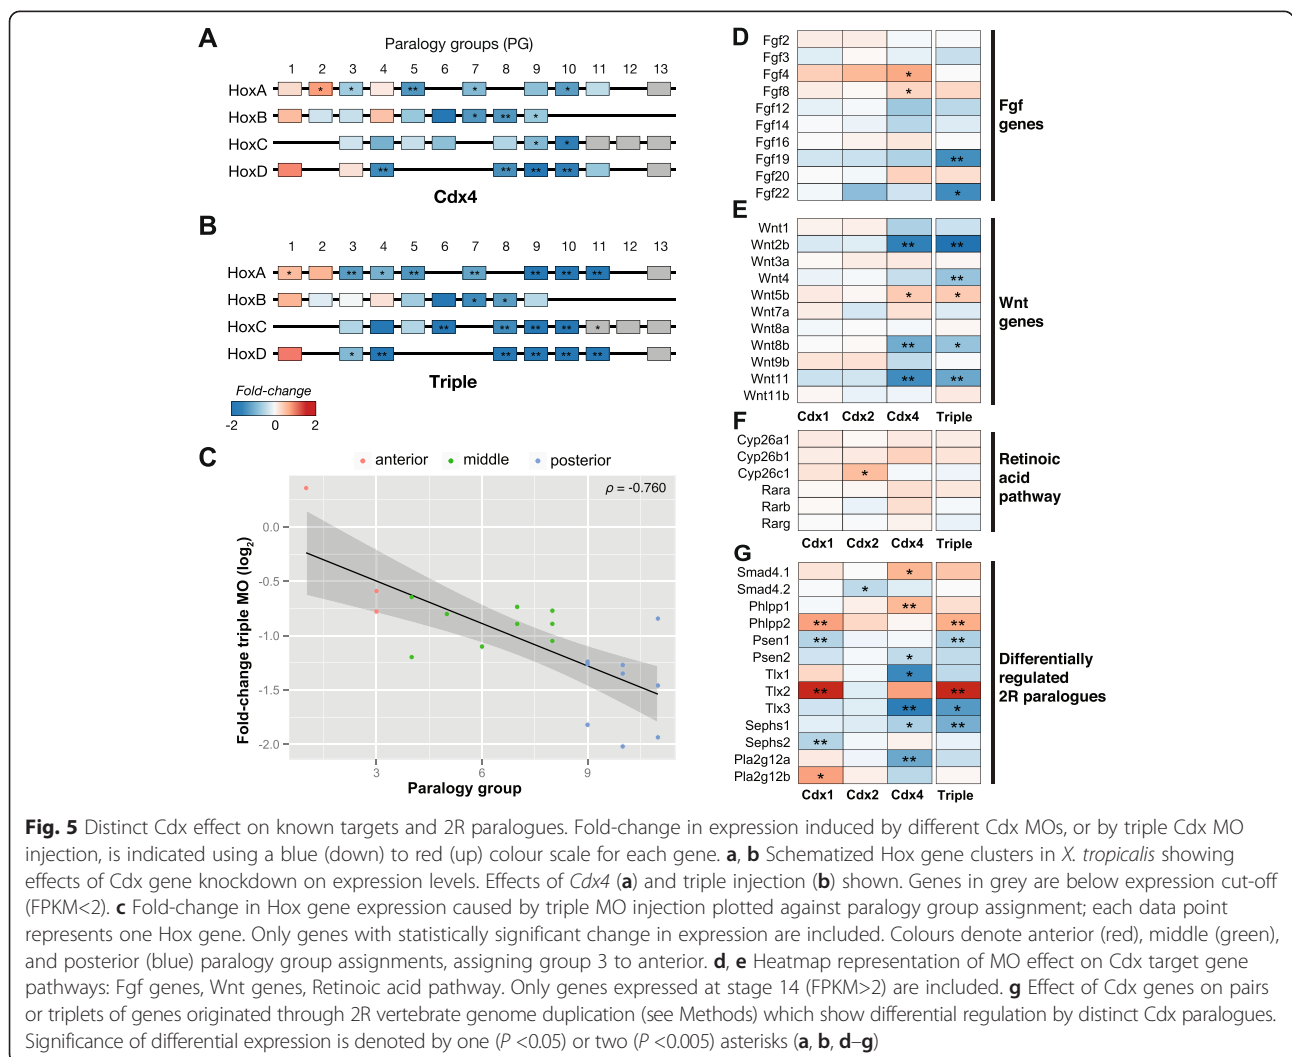 A
Paralogy groups (PG)
1 2 3 4 5 6 7 8 9 10 11 12 13
HoxA * * ** * *
HoxB * ** *
HoxC * *
HoxD ** ** ** **
Cdx4
B
1 2 3 4 5 6 7 8 9 10 11 12 13
HoxA * ** * ** ** ** ** **
HoxB * *
HoxC ** ** ** ** *
HoxD * ** ** ** ** **
Triple
Fold-change
-2 0 2
C
anterior middle posterior
ρ = -0.760
Fold-change triple MO (log2)
0.0
-0.5
-1.0
-1.5
-2.0
3 6 9
Paralogy group
D
Fgf2
Fgf3
Fgf4 *
Fgf8 *
Fgf12
Fgf14
Fgf16
Fgf19 **
Fgf20
Fgf22 *
Fgf
genes
E
Wnt1
Wnt2b ** **
Wnt3a
Wnt4 **
Wnt5b * *
Wnt7a
Wnt8a
Wnt8b ** *
Wnt9b
Wnt11 ** **
Wnt11b
Cdx1 Cdx2 Cdx4 Triple
Wnt
genes
F
Cyp26a1
Cyp26b1
Cyp26c1 *
Rara
Rarb
Rarg
Cdx1 Cdx2 Cdx4 Triple
Retinoic
acid
pathway
G
Smad4.1 *
Smad4.2 *
Phlpp1 **
Phlpp2 ** **
Psen1 ** **
Psen2 *
Tlx1 *
Tlx2 ** **
Tlx3 ** *
Sephs1 * **
Sephs2 **
Pla2g12a **
Pla2g12b *
Cdx1 Cdx2 Cdx4 Triple
Differentially
regulated
2R paralogues
Fig. 5 Distinct Cdx effect on known targets and 2R paralogues. Fold-change in expression induced by different Cdx MOs, or by triple Cdx MO
injection, is indicated using a blue (down) to red (up) colour scale for each gene. a, b Schematized Hox gene clusters in X. tropicalis showing
effects of Cdx gene knockdown on expression levels. Effects of Cdx4 (a) and triple injection (b) shown. Genes in grey are below expression cut-off
(FPKM<2). c Fold-change in Hox gene expression caused by triple MO injection plotted against paralogy group assignment; each data point
represents one Hox gene. Only genes with statistically significant change in expression are included. Colours denote anterior (red), middle (green),
and posterior (blue) paralogy group assignments, assigning group 3 to anterior. d, e Heatmap representation of MO effect on Cdx target gene
pathways: Fgf genes, Wnt genes, Retinoic acid pathway. Only genes expressed at stage 14 (FPKM>2) are included. g Effect of Cdx genes on pairs
or triplets of genes originated through 2R vertebrate genome duplication (see Methods) which show differential regulation by distinct Cdx paralogues.
Significance of differential expression is denoted by one (P <0.05) or two (P <0.005) asterisks (a, b, d–g)